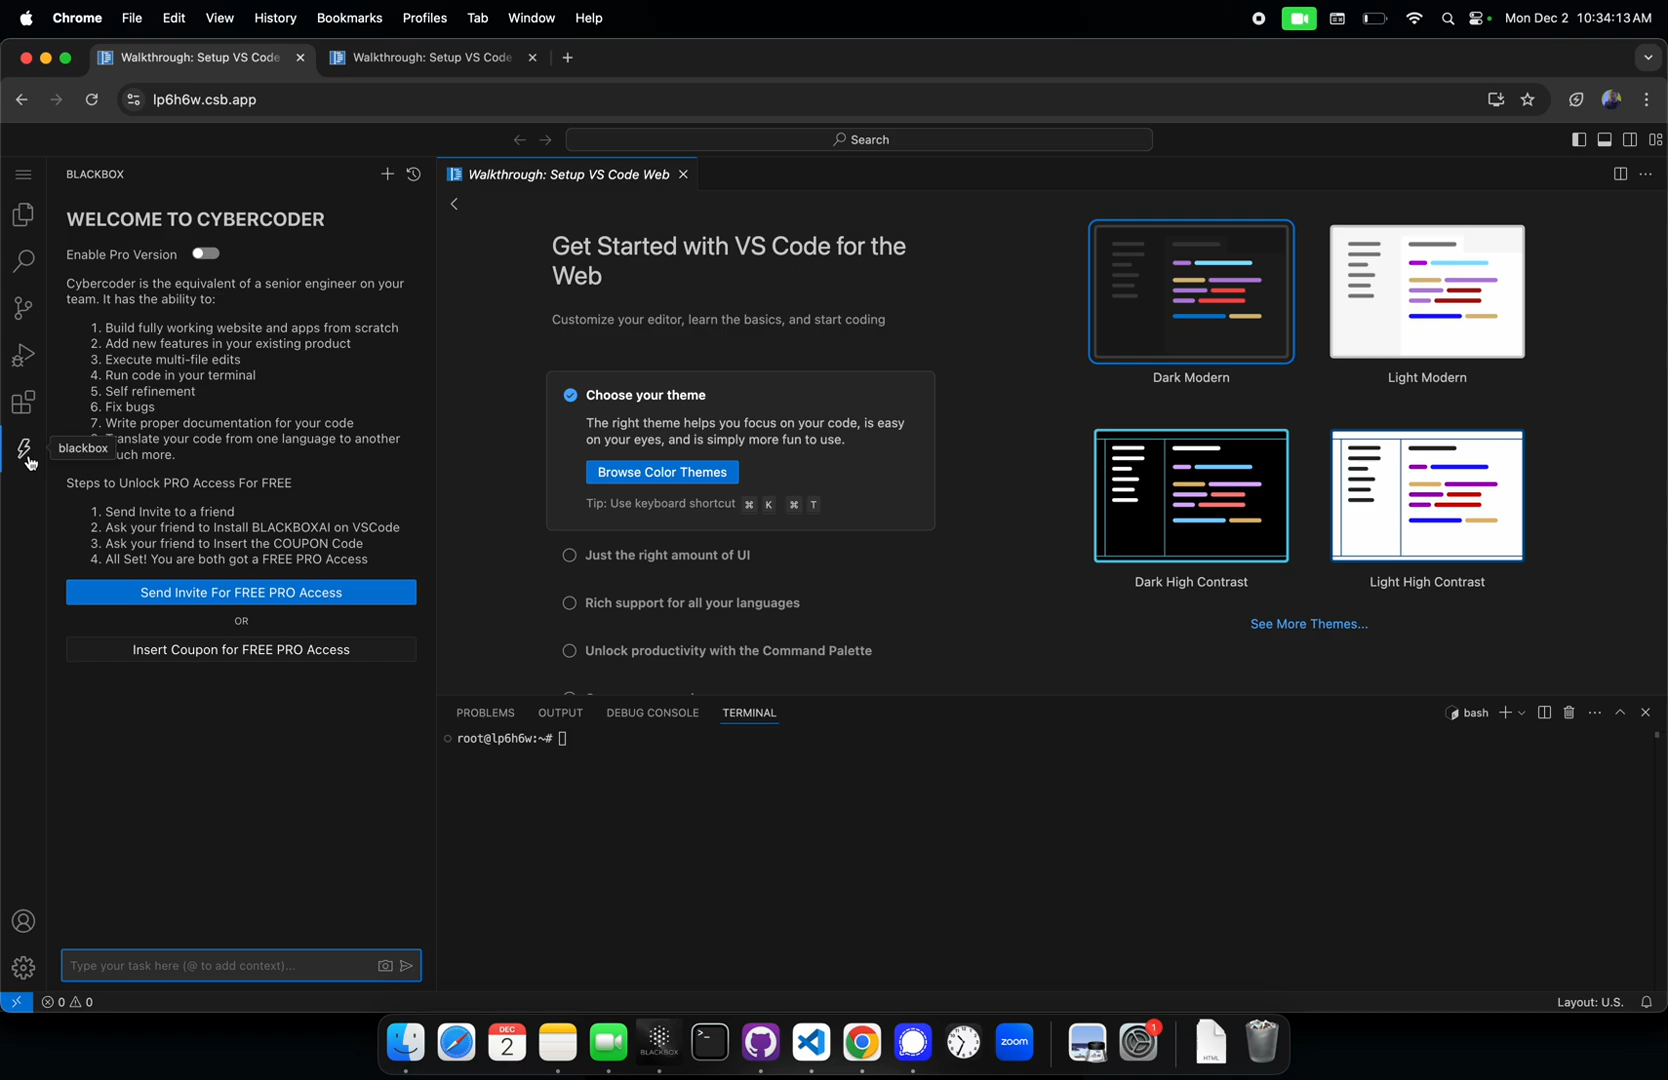 Chrome File Edit View History Bookmarks Profiles Tab Window Help
Mon Dec 2 10:34:13 AM
Walkthrough: Setup VS Code
Walkthrough: Setup VS Code
lp6h6w.csb.app
Search
BLACKBOX
WELCOME TO CYBERCODER
Enable Pro Version
Cybercoder is the equivalent of a senior engineer on your
team. It has the ability to:
1. Build fully working website and apps from scratch
2. Add new features in your existing product
3. Execute multi-file edits
4. Run code in your terminal
5. Self refinement
6. Fix bugs
7. Write proper documentation for your code
translate your code from one language to another
blackbox
much more.
Steps to Unlock PRO Access For FREE
1. Send Invite to a friend
2. Ask your friend to Install BLACKBOXAI on VSCode
3. Ask your friend to Insert the COUPON Code
4. All Set! You are both got a FREE PRO Access
Send Invite For FREE PRO Access
OR
Insert Coupon for FREE PRO Access
Type your task here (@ to add context)...
Walkthrough: Setup VS Code Web
Get Started with VS Code for the
Web
Customize your editor, learn the basics, and start coding
Choose your theme
The right theme helps you focus on your code, is easy
on your eyes, and is simply more fun to use.
Browse Color Themes
Tip: Use keyboard shortcut ⌘ K ⌘ T
Just the right amount of UI
Rich support for all your languages
Unlock productivity with the Command Palette
Dark Modern
Light Modern
Dark High Contrast
Light High Contrast
See More Themes...
PROBLEMS OUTPUT DEBUG CONSOLE TERMINAL
bash
root@lp6h6w:~#
0 0
Layout: U.S.
DEC
2
BLACKBOX
zoom
1
HTML